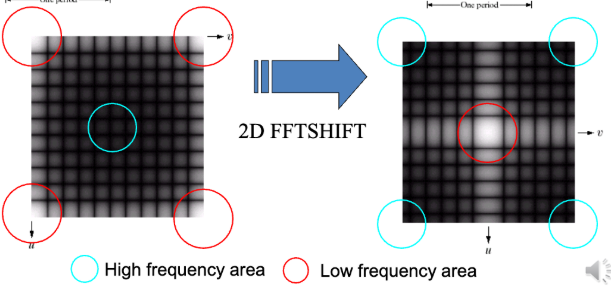 One period
One period
v
2D FFTSHIFT
v
u
u
High frequency area
Low frequency area